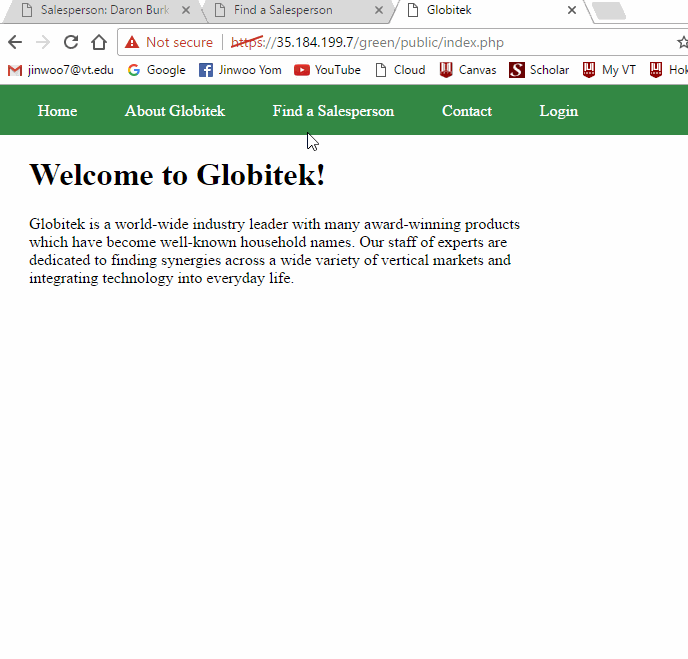 Salesperson: Daron Burk
Find a Salesperson
Globitek
Not secure
https://35.184.199.7/green/public/index.php
jinwoo7@vt.edu
Google
Jinwoo Yom
YouTube
Cloud
Canvas
Scholar
My VT
Hok
Home
About Globitek
Find a Salesperson
Contact
Login
Welcome to Globitek!
Globitek is a world-wide industry leader with many award-winning products
which have become well-known household names. Our staff of experts are
dedicated to finding synergies across a wide variety of vertical markets and
integrating technology into everyday life.